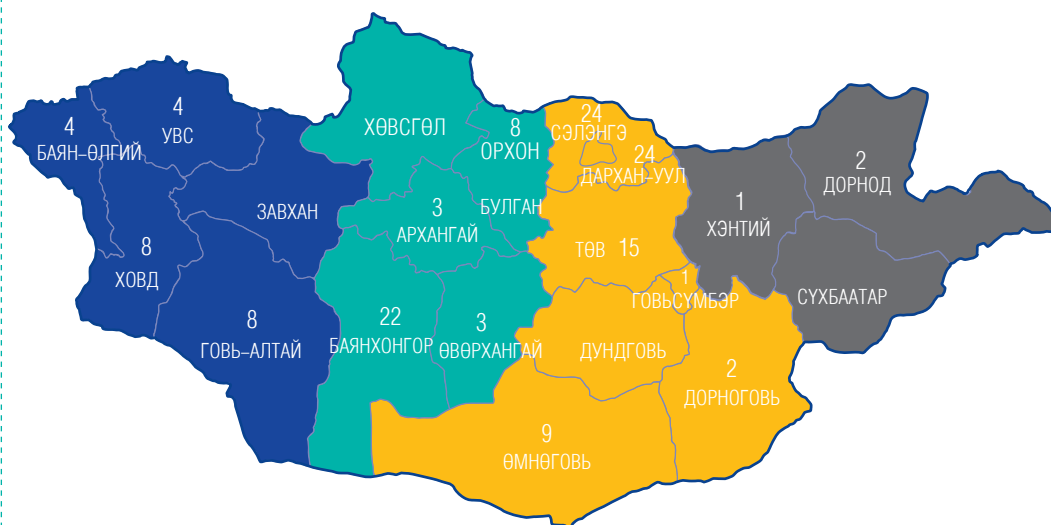 4
БАЯН-ӨЛГИЙ
4
УВС
ЗАВХАН
8
ХОВД
8
ГОВЬ-АЛТАЙ
ХӨВСГӨЛ
8
ОРХОН
БУЛГАН
3
АРХАНГАЙ
22
БАЯНХОНГОР
3
ӨВӨРХАНГАЙ
24
СЭЛЭНГЭ
24
ДАРХАН-УУЛ
ТӨВ 15
1
ГОВЬСҮМБЭР
ДУНДГОВЬ
2
ДОРНОГОВЬ
9
ӨМНӨГОВЬ
1
ХЭНТИЙ
2
ДОРНОД
СҮХБААТАР